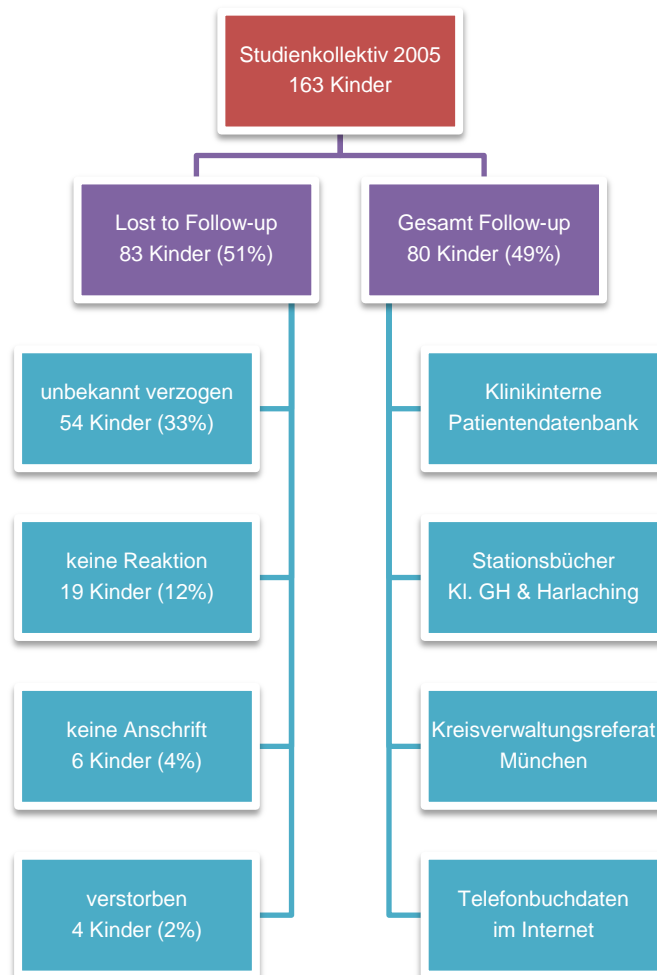 Studienkollektiv 2005
163 Kinder
Lost to Follow-up
83 Kinder (51%)
Gesamt Follow-up
80 Kinder (49%)
unbekannt verzogen
54 Kinder (33%)
keine Reaktion
19 Kinder (12%)
keine Anschrift
6 Kinder (4%)
verstorben
4 Kinder (2%)
Klinikinterne
Patientendatenbank
Stationsbücher
Kl. GH & Harlaching
Kreisverwaltungsreferat
München
Telefonbuchdaten
im Internet